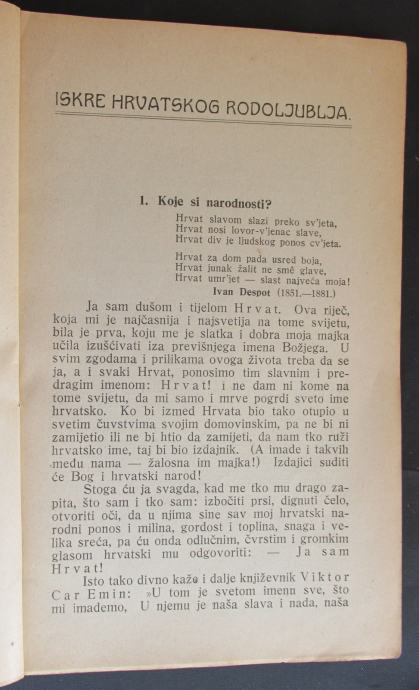 ISKRE HRVATSKOG RODOLJUBLJA.
1. Koje si narodnosti?
Hrvat slavom slazi preko sv'jeta,
Hrvat nosi lovor-v'jenac slave,
Hrvat div je ljudskog ponos cv'jeta.
Hrvat za dom pada usred boja,
Hrvat junak žalit ne smê glave,
Hrvat umr'jet — slast najveća moja!
Ivan Despot (1851.—1881.)
Ja sam dušom i tijelom Hrvat. Ova riječ,
koja mi je najčasnija i najsvetija na tome svijetu,
bila je prva, koju me je slatka i dobra moja majka
učila izušćivati iza previšnjega imena Božjega. U
svim zgodama i prilikama ovoga života treba da se
ja, a i svaki Hrvat, ponosimo tim slavnim i pre-
dragim imenom: Hrvat! i ne dam ni kome na
tome svijetu, da mi samo i mrve pogrdi sveto ime
hrvatsko. Ko bi izmed Hrvata bio tako otupio u
svetim čuvstvima svojim domovinskim, pa ne bi ni
zamijetio ili ne bi htio da zamijeti, da nam tko ruži
hrvatsko ime, taj bi bio izdajnik. (A imade i takvih
među nama — žalosna im majka!) Izdajici suditi
će Bog i hrvatski narod!
Stoga ću ja svagda, kad me tko mu drago za-
pita, što sam i tko sam: izbočiti prsi, dignuti čelo,
otvoriti oči, da u njima sine sav moj hrvatski na-
rodni ponos i milina, gordost i toplina, snaga i ve-
lika sreća, pa ću onda odlučnim, čvrstim i gromkim
glasom hrvatski mu odgovoriti: — Ja sam
Hrvat!
Isto tako divno kaže i dalje književnik Viktor
Car Emin: »U tom je svetom imenu sve, što
mi imademo, U njemu je naša slava i nada, naša